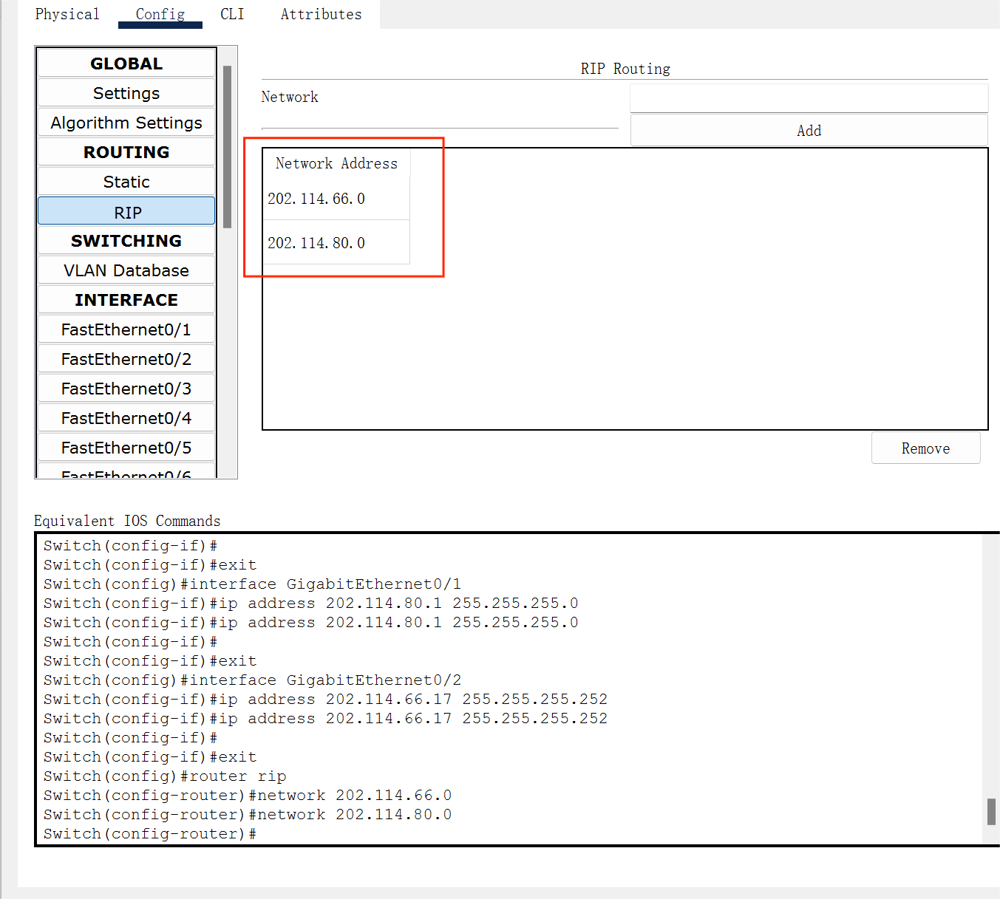 Physical Config CLI Attributes
GLOBAL
Settings
Algorithm Settings
ROUTING
Static
RIP
SWITCHING
VLAN Database
INTERFACE
FastEthernet0/1
FastEthernet0/2
FastEthernet0/3
FastEthernet0/4
FastEthernet0/5
FastEthernet0/6
RIP Routing
Network
Add
Network Address
202.114.66.0
202.114.80.0
Remove
Equivalent IOS Commands
Switch(config-if)#
Switch(config-if)#exit
Switch(config)#interface GigabitEthernet0/1
Switch(config-if)#ip address 202.114.80.1 255.255.255.0
Switch(config-if)#ip address 202.114.80.1 255.255.255.0
Switch(config-if)#
Switch(config-if)#exit
Switch(config)#interface GigabitEthernet0/2
Switch(config-if)#ip address 202.114.66.17 255.255.255.252
Switch(config-if)#ip address 202.114.66.17 255.255.255.252
Switch(config-if)#
Switch(config-if)#exit
Switch(config)#router rip
Switch(config-router)#network 202.114.66.0
Switch(config-router)#network 202.114.80.0
Switch(config-router)#